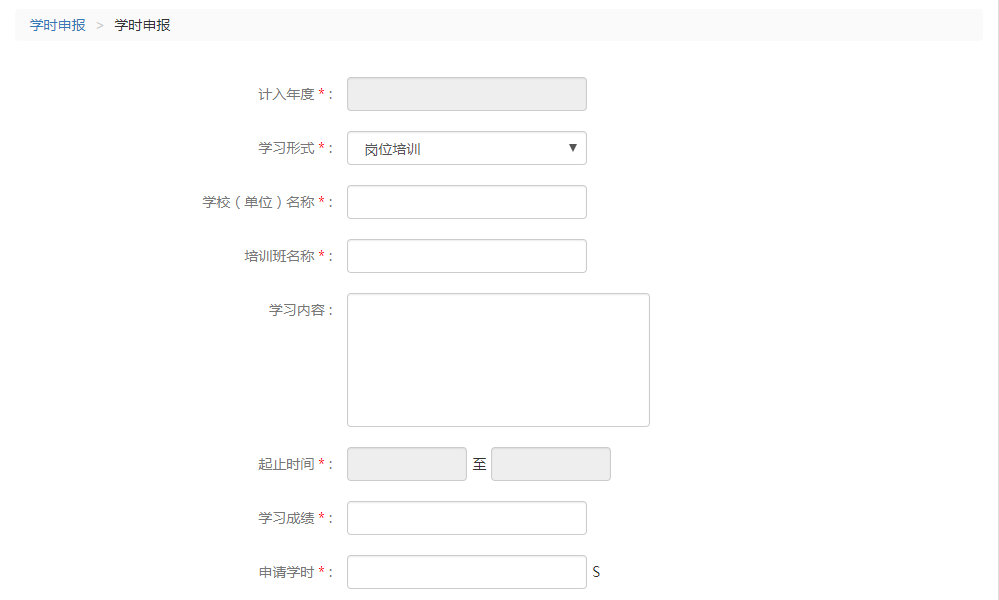 学时申报 > 学时申报
计入年度 * :
学习形式 * : 岗位培训 ▼
学校（单位）名称 * :
培训班名称 * :
学习内容 :
起止时间 * : 至
学习成绩 * :
申请学时 * : S